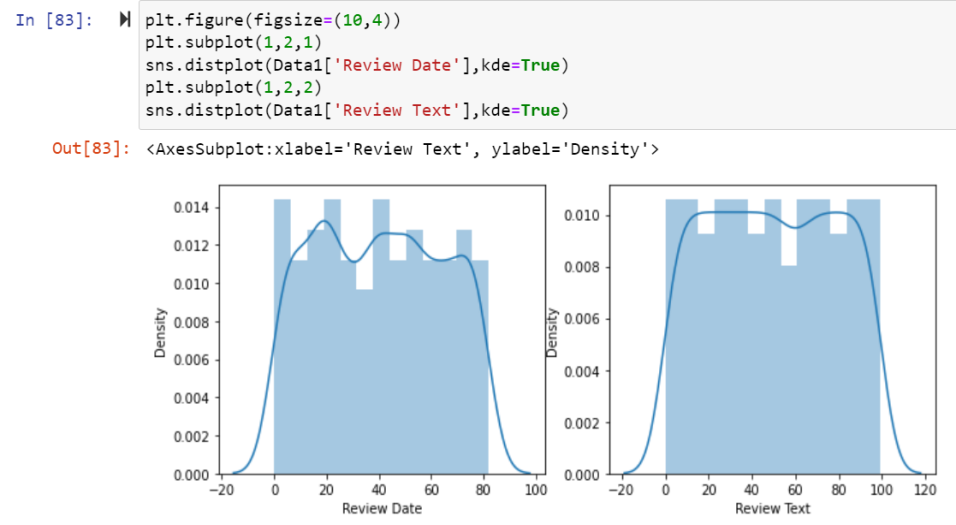 In [83]:
plt.figure(figsize=(10,4))
plt.subplot(1,2,1)
sns.distplot(Data1['Review Date'],kde=True)
plt.subplot(1,2,2)
sns.distplot(Data1['Review Text'],kde=True)
Out[83]: <AxesSubplot:xlabel='Review Text', ylabel='Density'>
0.014
0.012
0.010
0.008
0.006
0.004
0.002
0.000
Density
−20 0 20 40 60 80 100
Review Date
0.010
0.008
0.006
0.004
0.002
0.000
Density
−20 0 20 40 60 80 100 120
Review Text